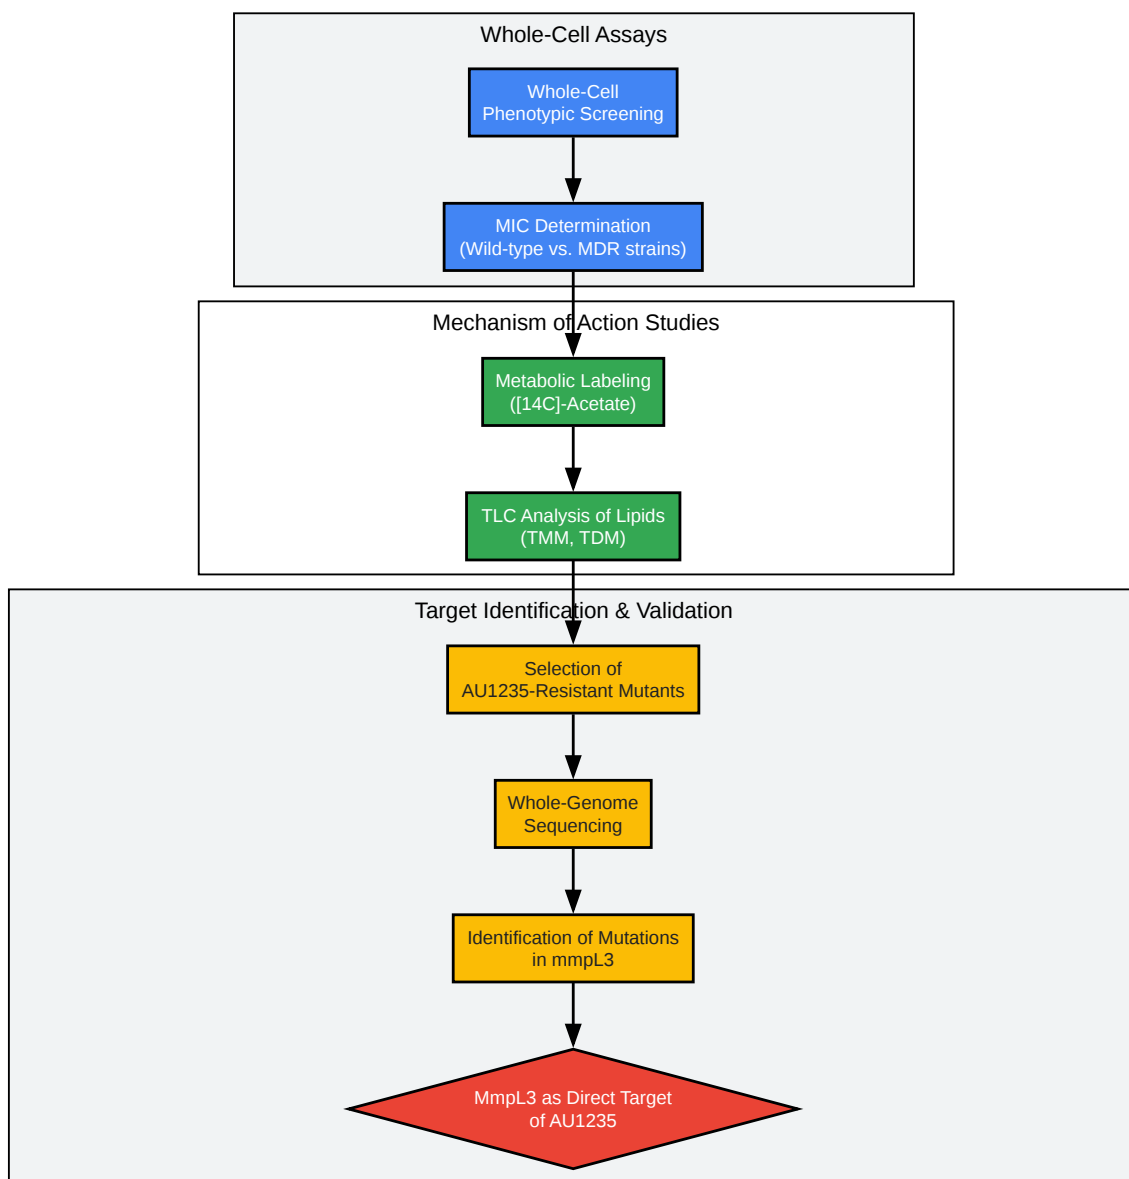 Whole-Cell Assays
Whole-Cell
Phenotypic Screening
MIC Determination
(Wild-type vs. MDR strains)
Mechanism of Action Studies
Metabolic Labeling
([14C]-Acetate)
TLC Analysis of Lipids
(TMM, TDM)
Target Identification & Validation
Selection of
AU1235-Resistant Mutants
Whole-Genome
Sequencing
Identification of Mutations
in mmpL3
MmpL3 as Direct Target
of AU1235